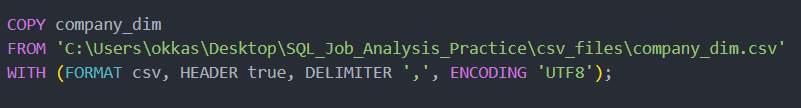 COPY company_dim
FROM 'C:\Users\okkas\Desktop\SQL_Job_Analysis_Practice\csv_files\company_dim.csv'
WITH (FORMAT csv, HEADER true, DELIMITER ',', ENCODING 'UTF8');